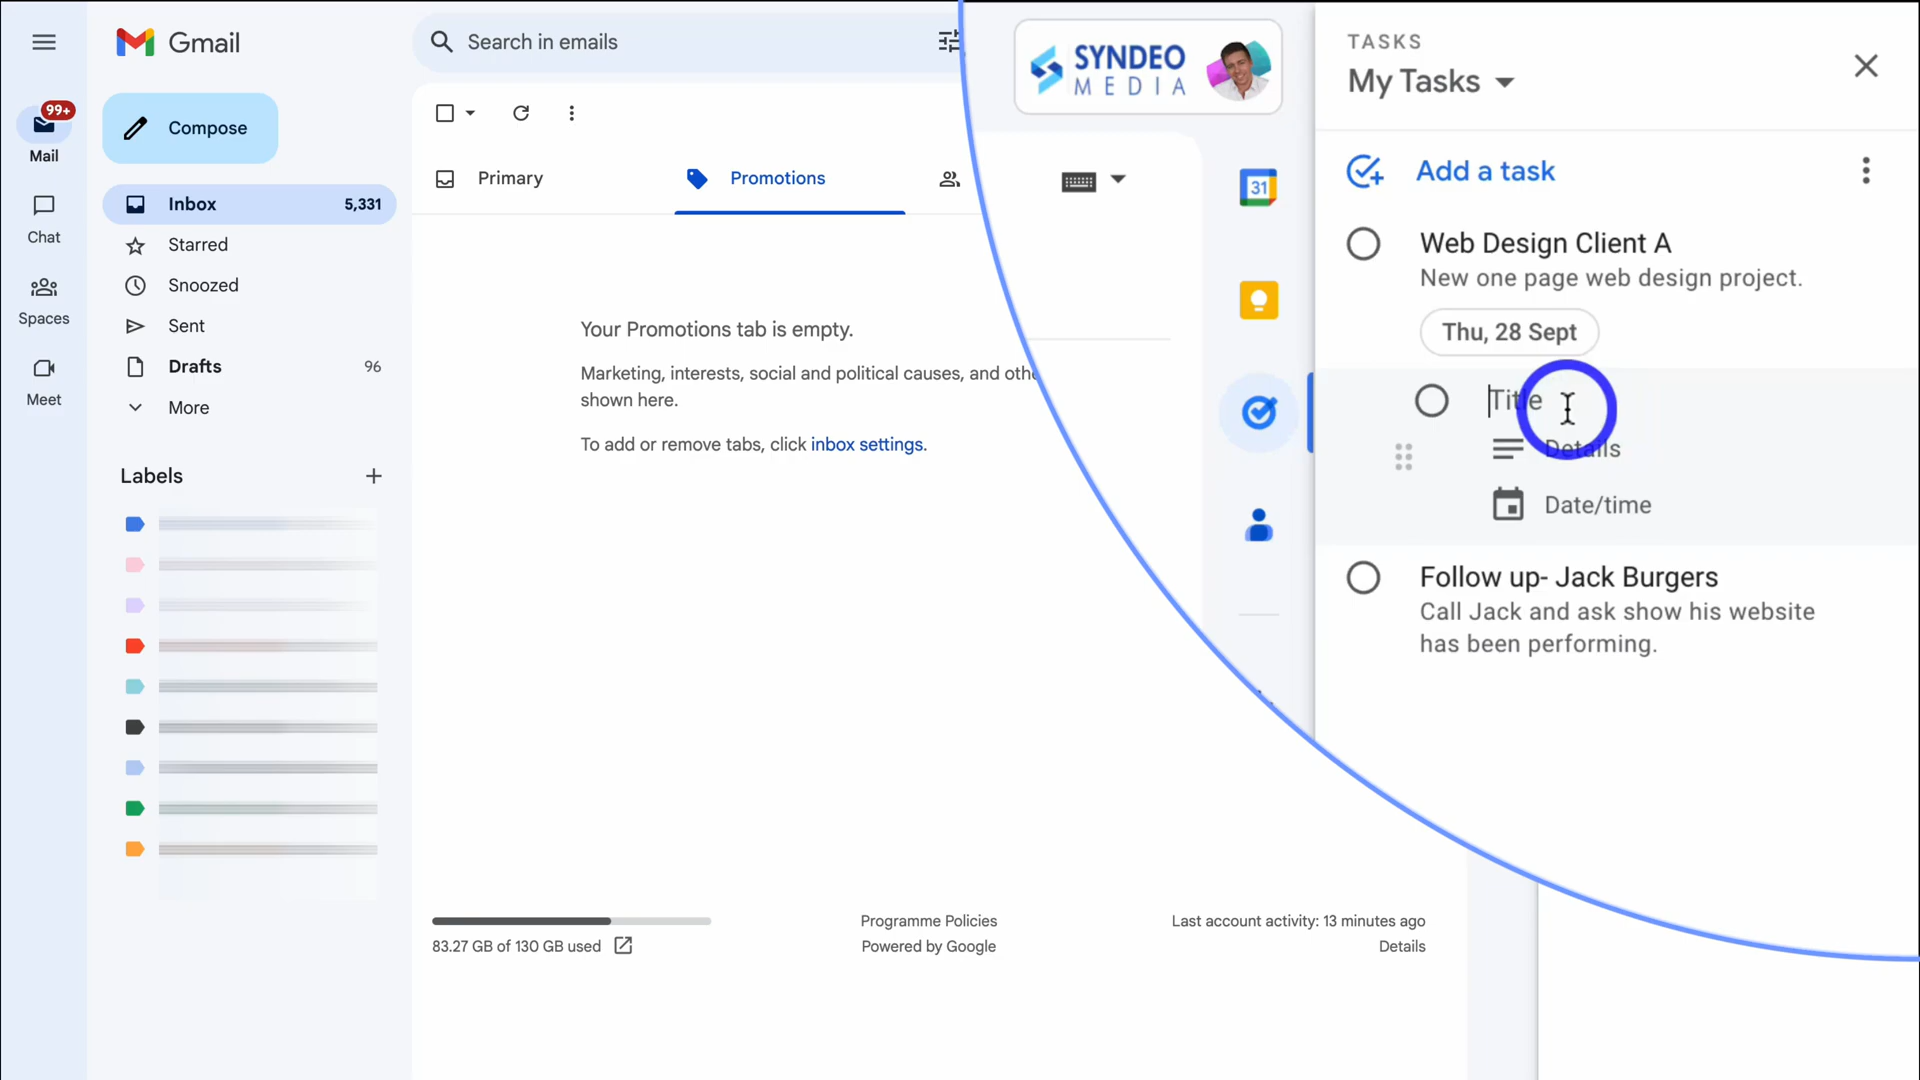 Gmail
Search in emails
99+
Mail
Chat
Spaces
Meet
Compose
Inbox 5,331
Starred
Snoozed
Sent
Drafts 96
More
Labels
Primary
Promotions
Your Promotions tab is empty.
Marketing, interests, social and political causes, and othe
shown here.
To add or remove tabs, click inbox settings.
83.27 GB of 130 GB used
Programme Policies
Powered by Google
Last account activity: 13 minutes ago
Details
SYNDEO
MEDIA
31
TASKS
My Tasks
Add a task
Web Design Client A
New one page web design project.
Thu, 28 Sept
Title
Details
Date/time
Follow up- Jack Burgers
Call Jack and ask show his website
has been performing.